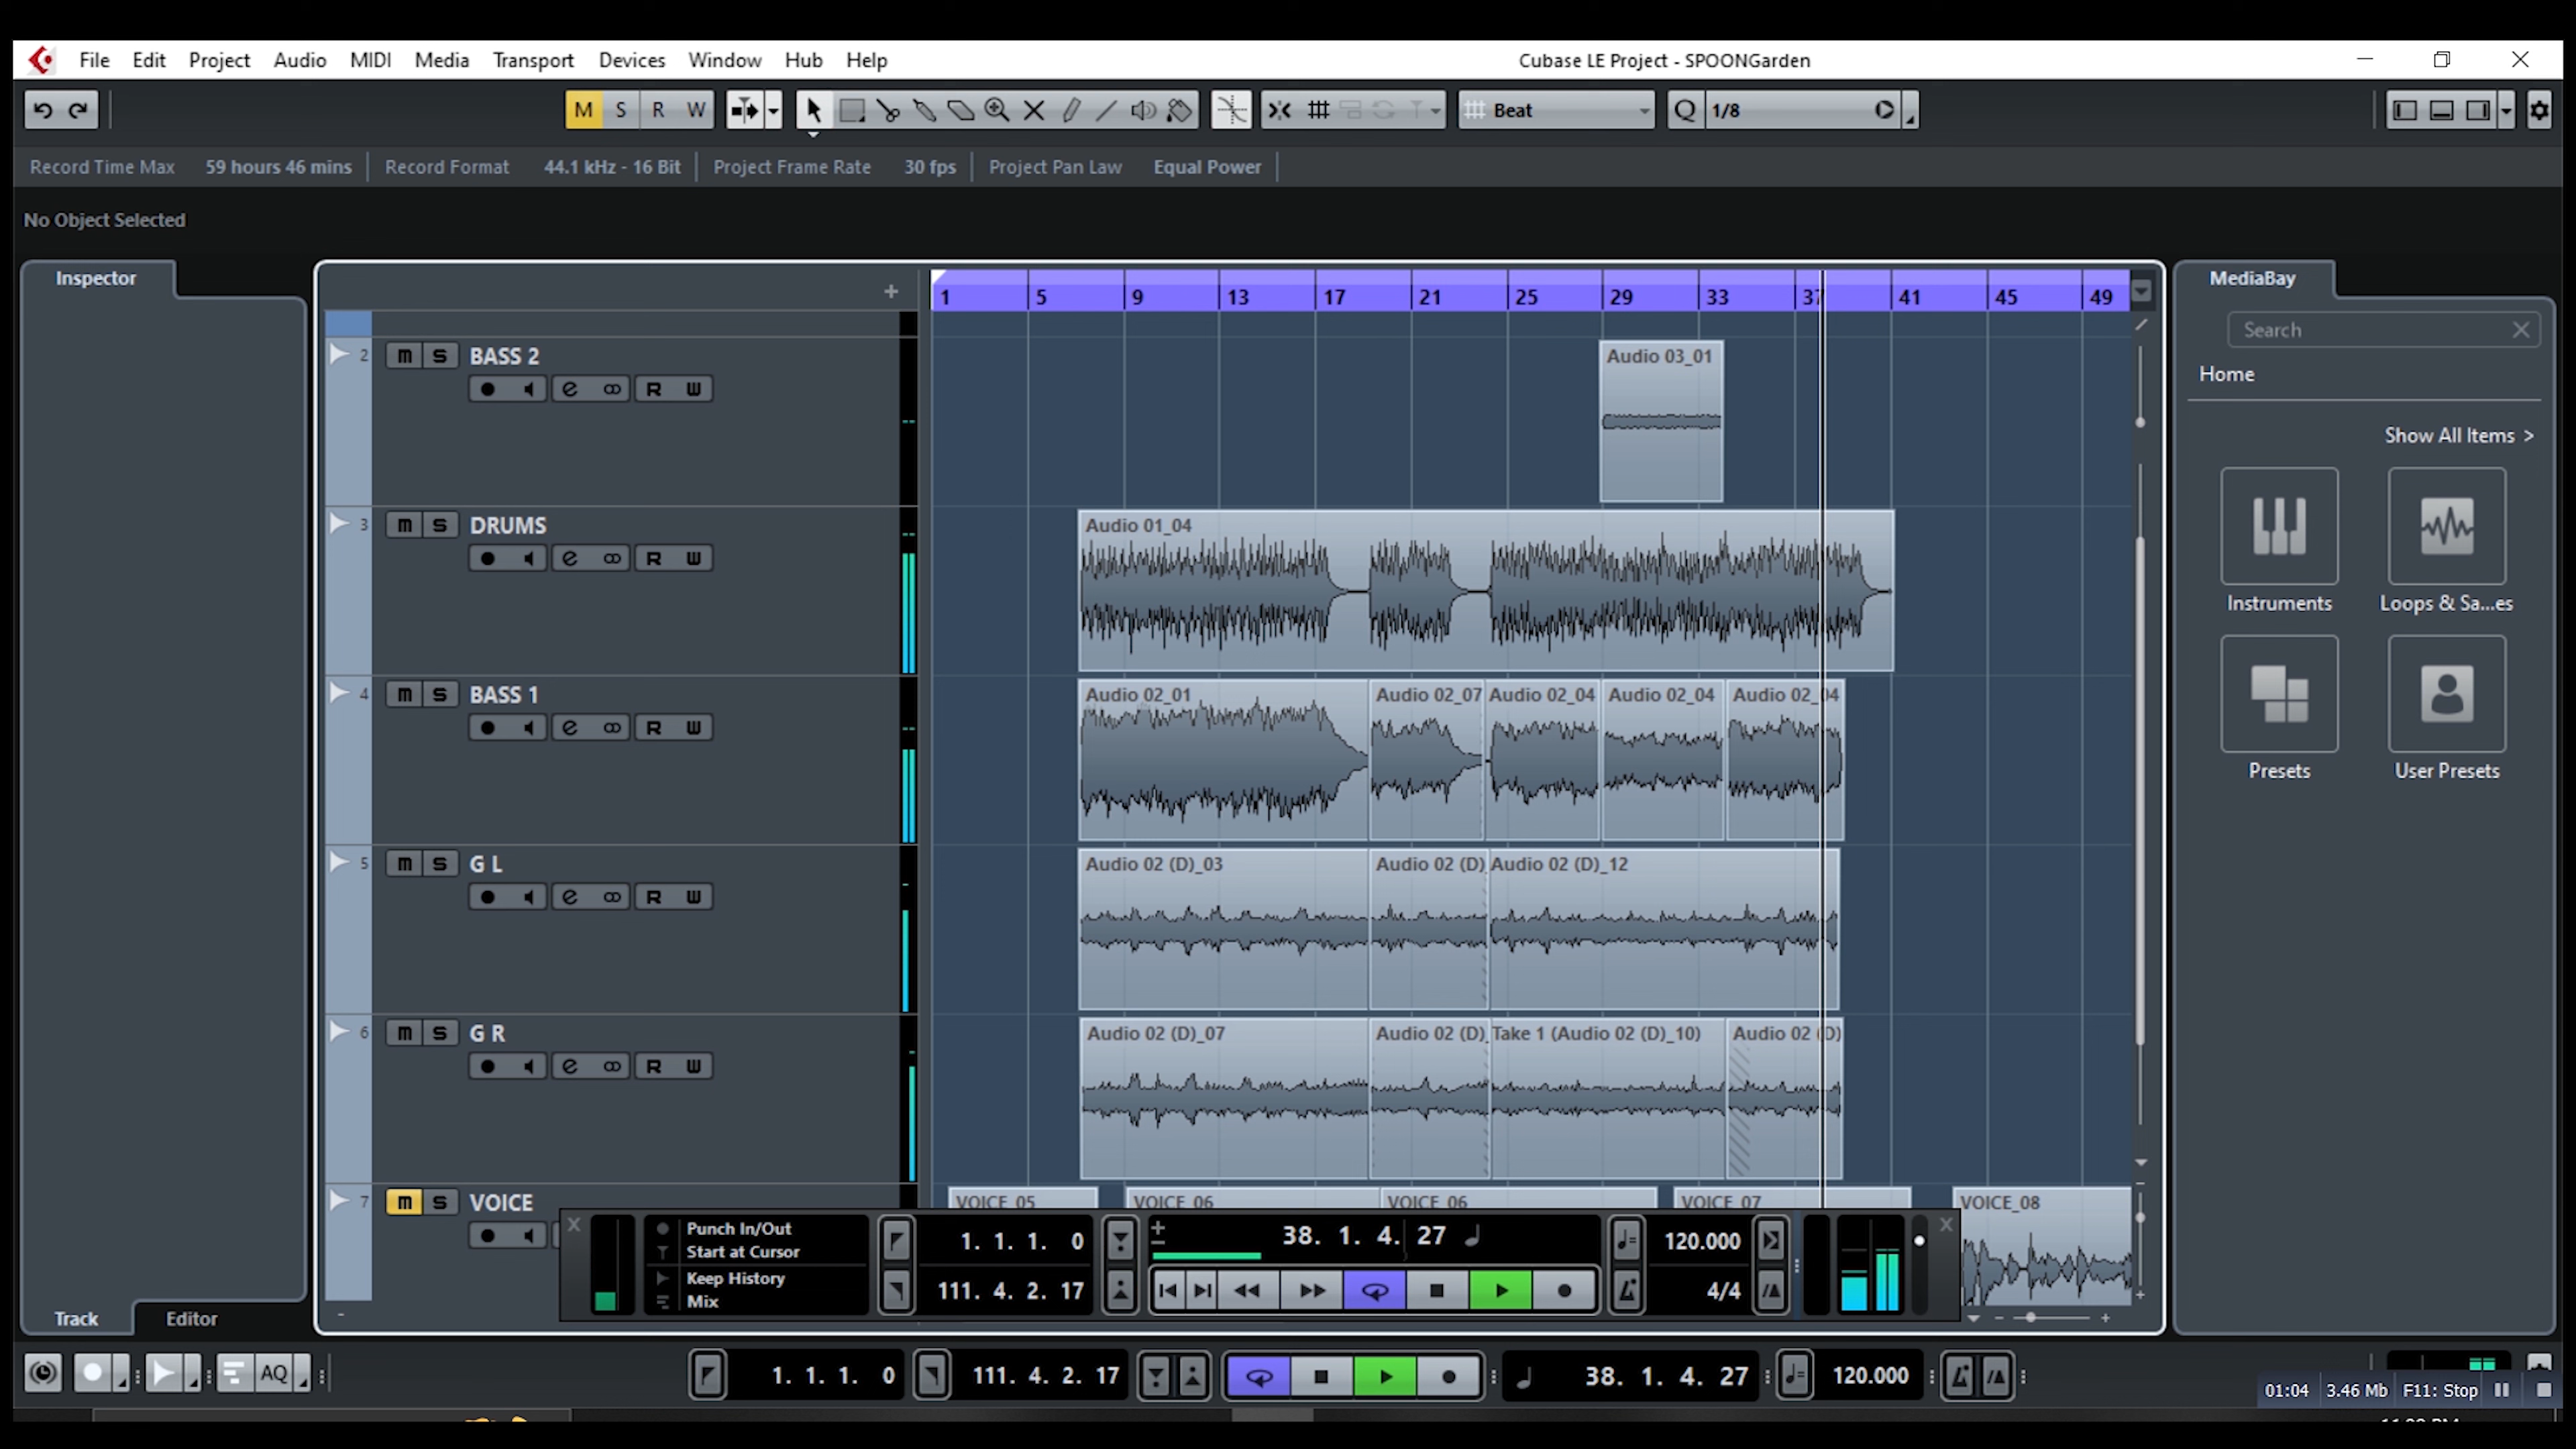 File Edit Project Audio MIDI Media Transport Devices Window Hub Help Cubase LE Project - SPOONGarden
M S R W Beat Q 1/8
Record Time Max 59 hours 46 mins Record Format 44.1 kHz - 16 Bit Project Frame Rate 30 fps Project Pan Law Equal Power
No Object Selected
Inspector
+
1 5 9 13 17 21 25 29 33 37 41 45 49
MediaBay
Search
Home
Show All Items >
Instruments Loops & Sa...es
Presets User Presets
2 m S BASS 2
e R W
Audio 03_01
3 m S DRUMS
e R W
Audio 01_04
4 m S BASS 1
e R W
Audio 02_01 Audio 02_07 Audio 02_04 Audio 02_04 Audio 02_04
5 m S G L
e R W
Audio 02 (D)_03 Audio 02 (D) Audio 02 (D)_12
6 m S G R
e R W
Audio 02 (D)_07 Audio 02 (D) Take 1 (Audio 02 (D)_10) Audio 02 (D)
7 m S VOICE
VOICE_05 VOICE_06 VOICE_06 VOICE_07 VOICE_08
Punch In/Out
Start at Cursor
Keep History
Mix
1. 1. 1. 0
111. 4. 2. 17
38. 1. 4. 27
120.000
4/4
Track Editor
AQ 1. 1. 1. 0 111. 4. 2. 17 38. 1. 4. 27 120.000
01:04 3.46 Mb F11: Stop